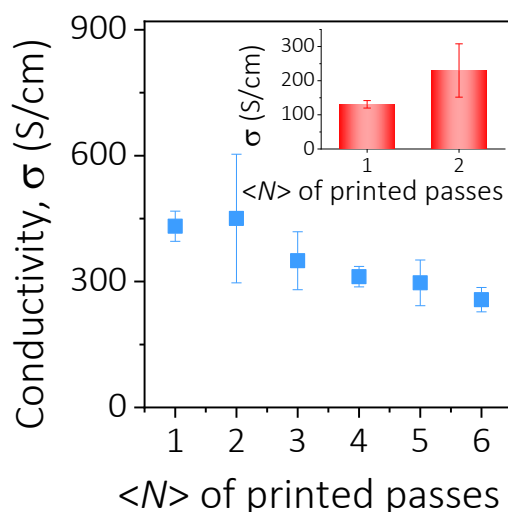 900
600
300
0
Conductivity, σ (S/cm)
1 2 3 4 5 6
<N> of printed passes
300
200
100
0
σ (S/cm)
1 2
<N> of printed passes